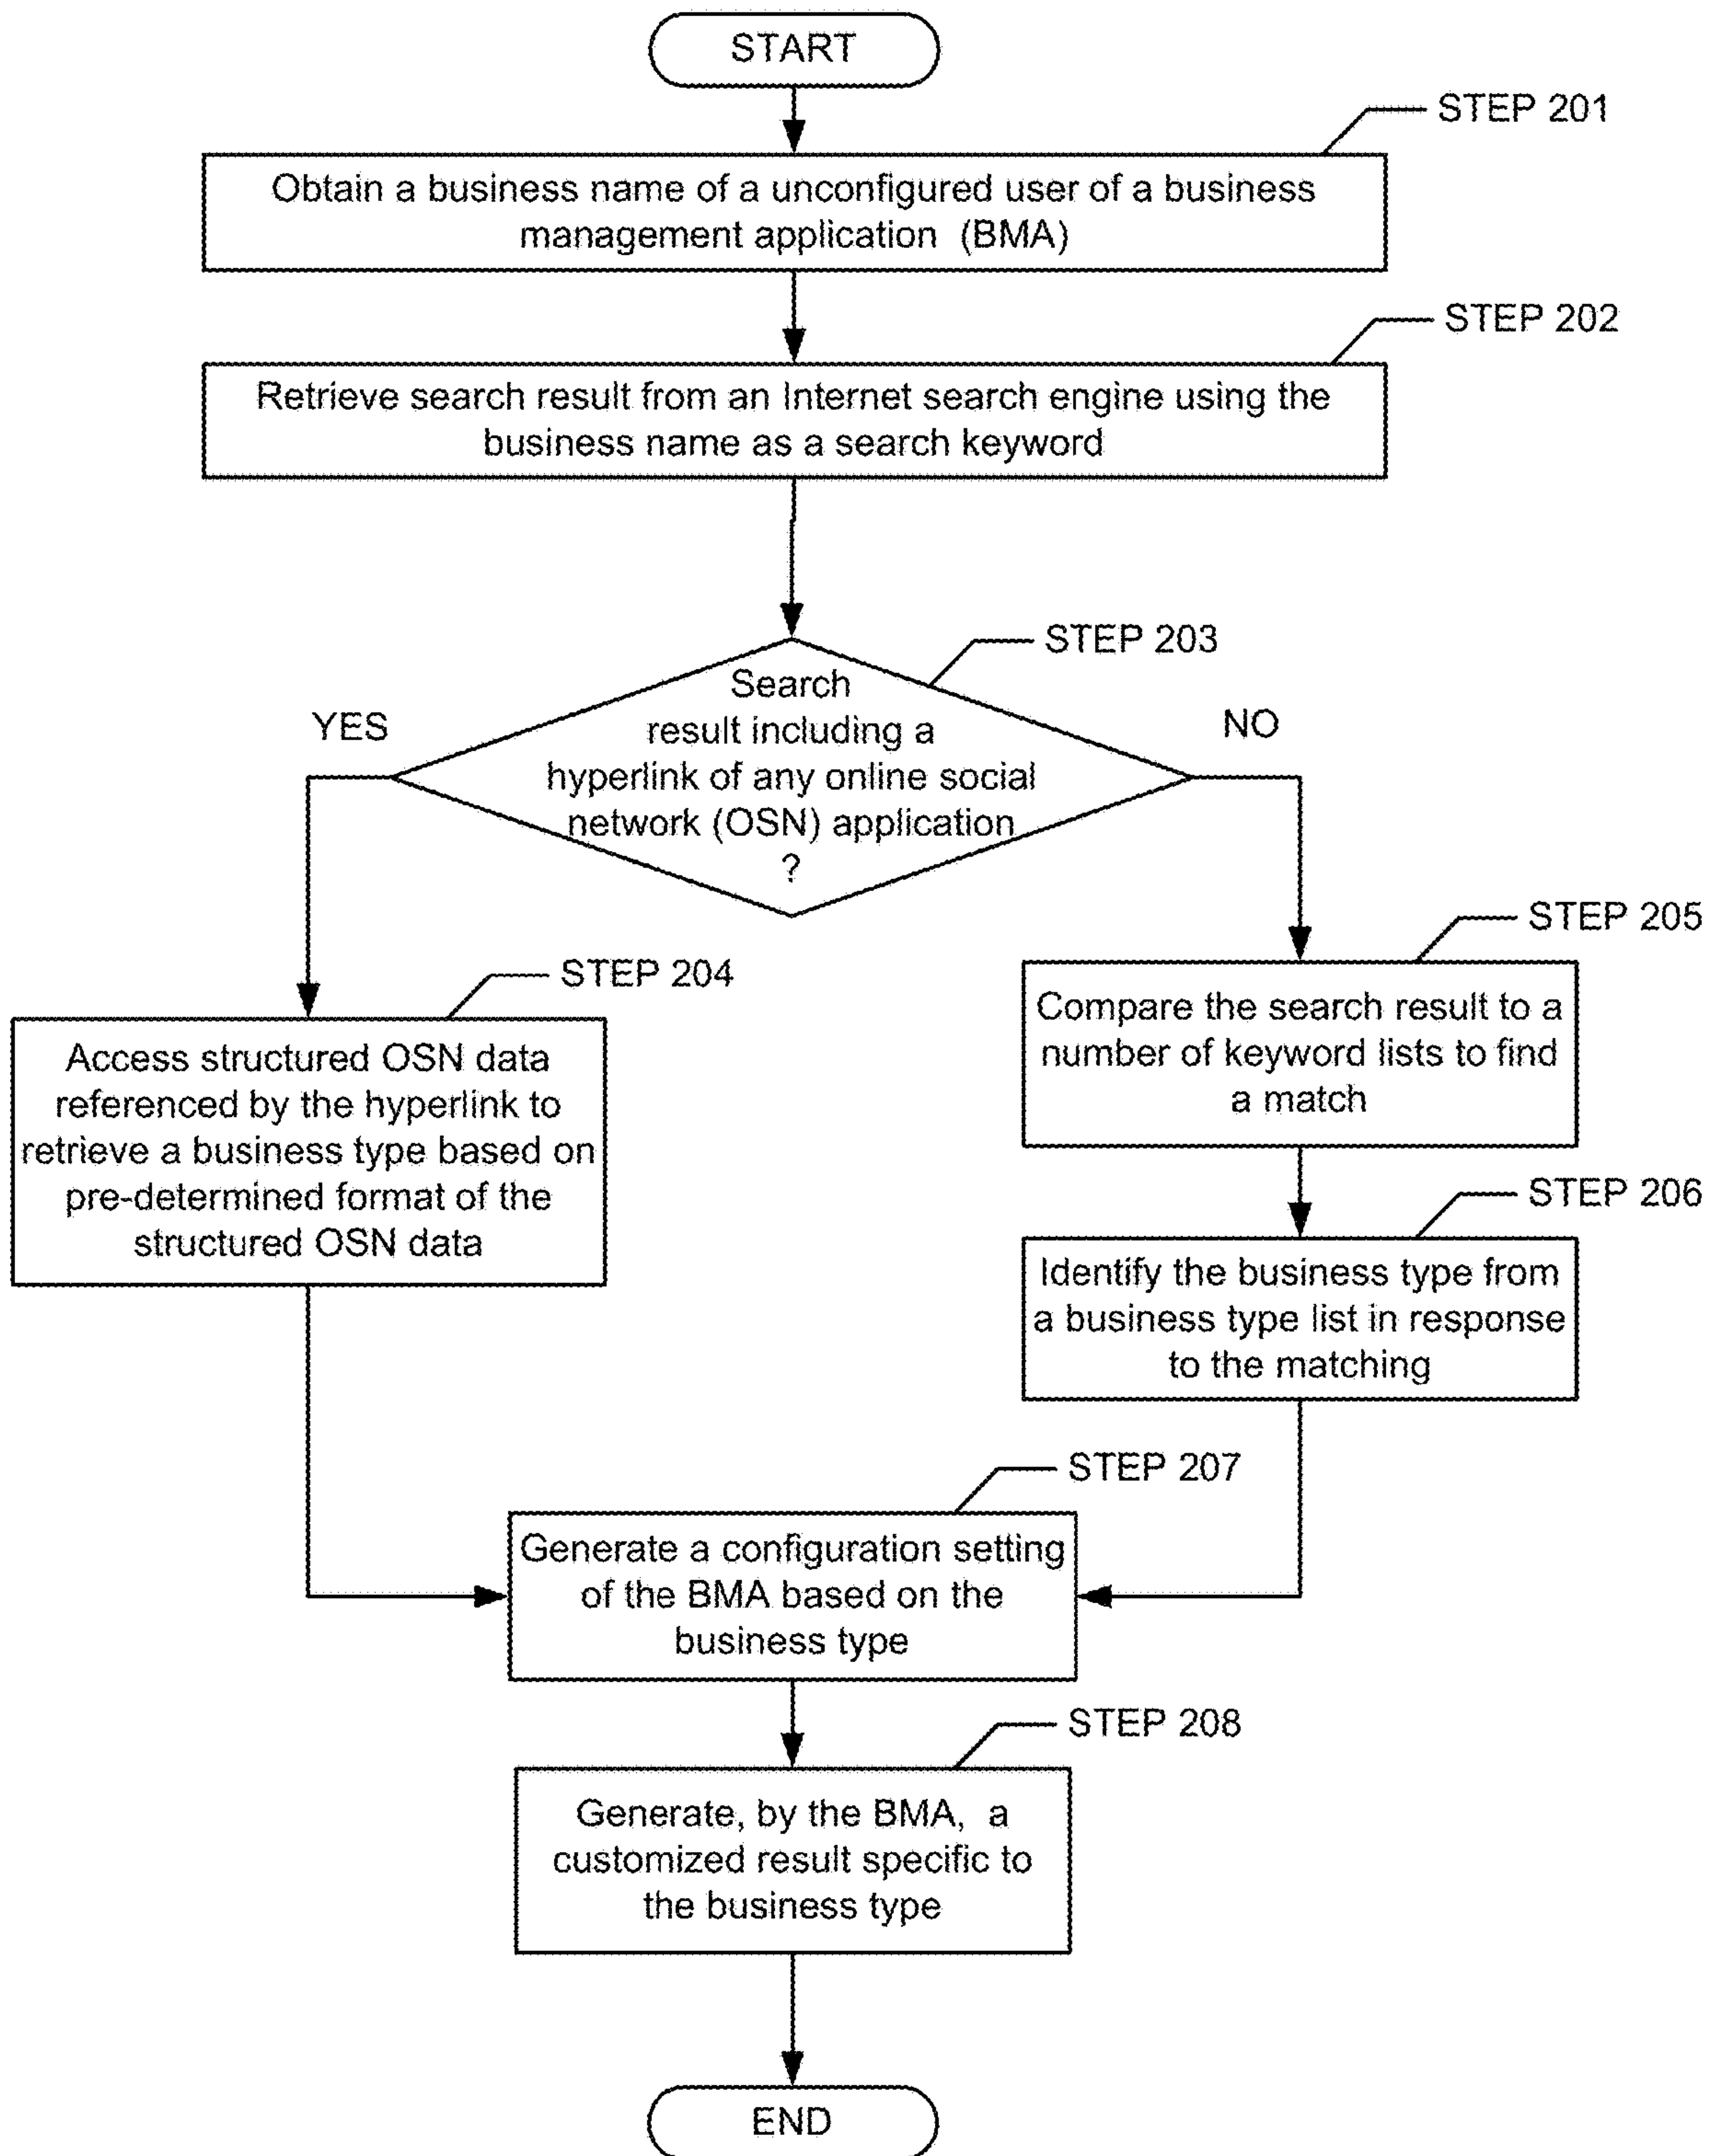 START
STEP 201
Obtain a business name of a unconfigured user of a business
management application (BMA)
STEP 202
Retrieve search result from an Internet search engine using the
business name as a search keyword
STEP 203
Search
result including a
hyperlink of any online social
network (OSN) application
?
YES
NO
STEP 204
Access structured OSN data
referenced by the hyperlink to
retrieve a business type based on
pre-determined format of the
structured OSN data
STEP 205
Compare the search result to a
number of keyword lists to find
a match
STEP 206
Identify the business type from
a business type list in response
to the matching
STEP 207
Generate a configuration setting
of the BMA based on the
business type
STEP 208
Generate, by the BMA, a
customized result specific to
the business type
END